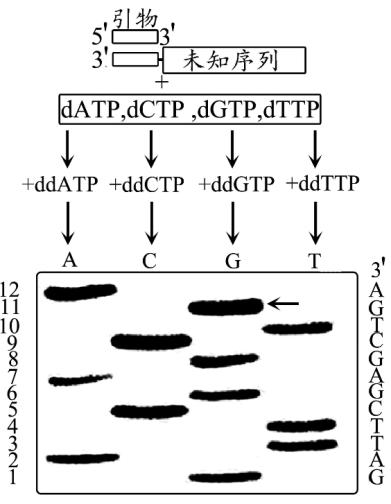 引物
5' 3'
3' 未知序列
+
dATP,dCTP ,dGTP,dTTP
+ddATP +ddCTP +ddGTP +ddTTP
A C G T
3'
12 A
11 G
10 T
9 C
8 G
7 A
6 G
5 C
4 T
3 T
2 A
1 G